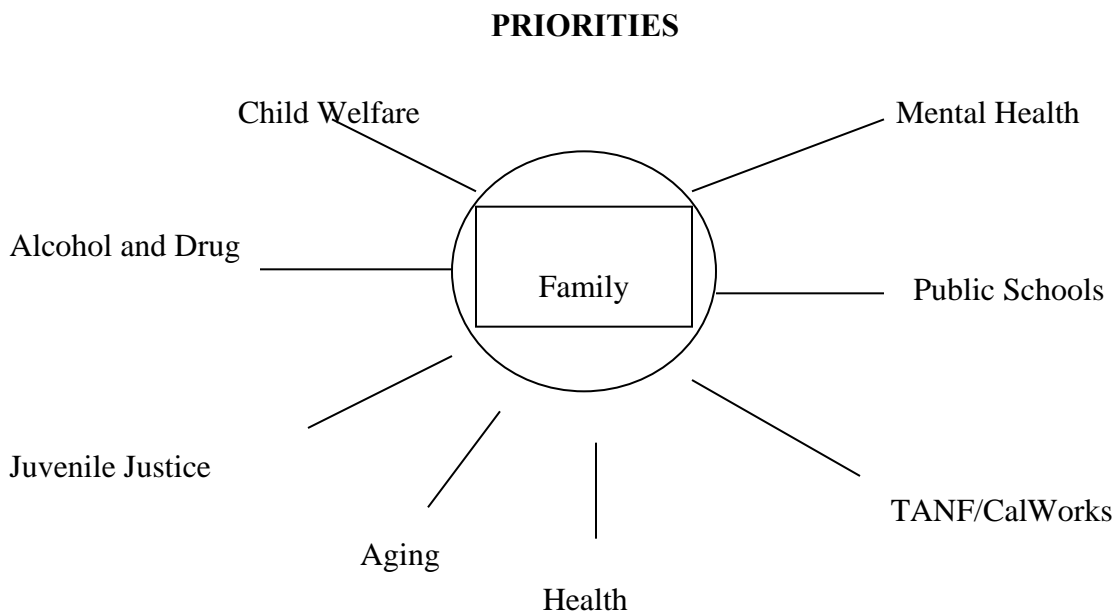 PRIORITIES
Child Welfare
Mental Health
Alcohol and Drug
Family
Public Schools
Juvenile Justice
TANF/CalWorks
Aging
Health